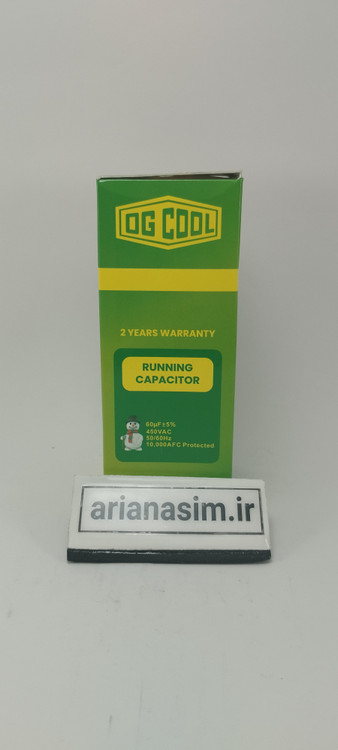 OG COOL
2 YEARS WARRANTY
RUNNING
CAPACITOR
60µF±5%
450VAC
50/60Hz
10,000AFC Protected
arianasim.ir